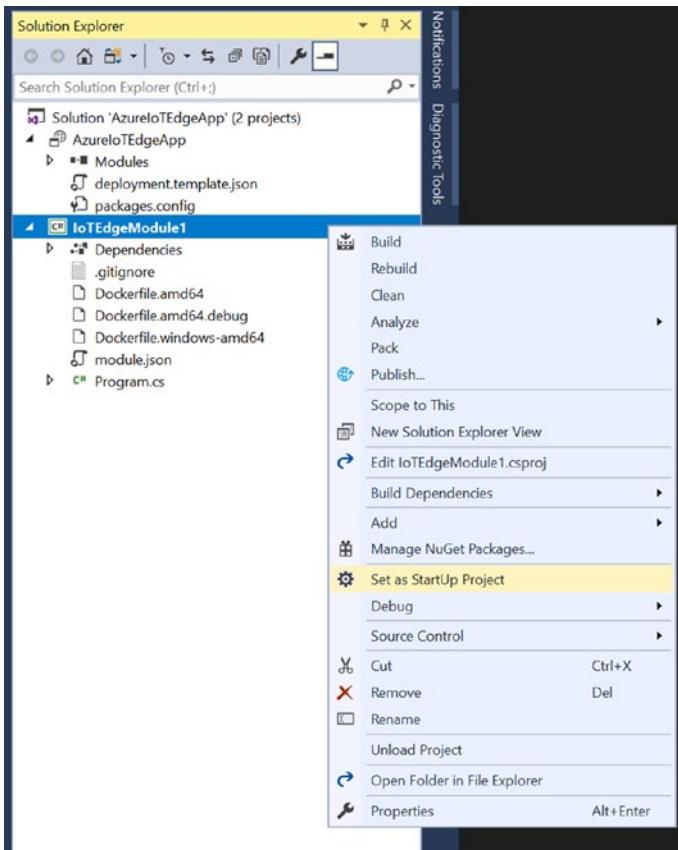 Solution Explorer
Search Solution Explorer (Ctrl+;)
Solution 'AzureIoTEdgeApp' (2 projects)
AzureIoTEdgeApp
Modules
deployment.template.json
packages.config
C# IoTEdgeModule1
Dependencies
.gitignore
Dockerfile.amd64
Dockerfile.amd64.debug
Dockerfile.windows-amd64
module.json
C# Program.cs
Notifications
Diagnostic Tools
Build
Rebuild
Clean
Analyze
Pack
Publish...
Scope to This
New Solution Explorer View
Edit IoTEdgeModule1.csproj
Build Dependencies
Add
Manage NuGet Packages...
Set as StartUp Project
Debug
Source Control
Cut Ctrl+X
Remove Del
Rename
Unload Project
Open Folder in File Explorer
Properties Alt+Enter